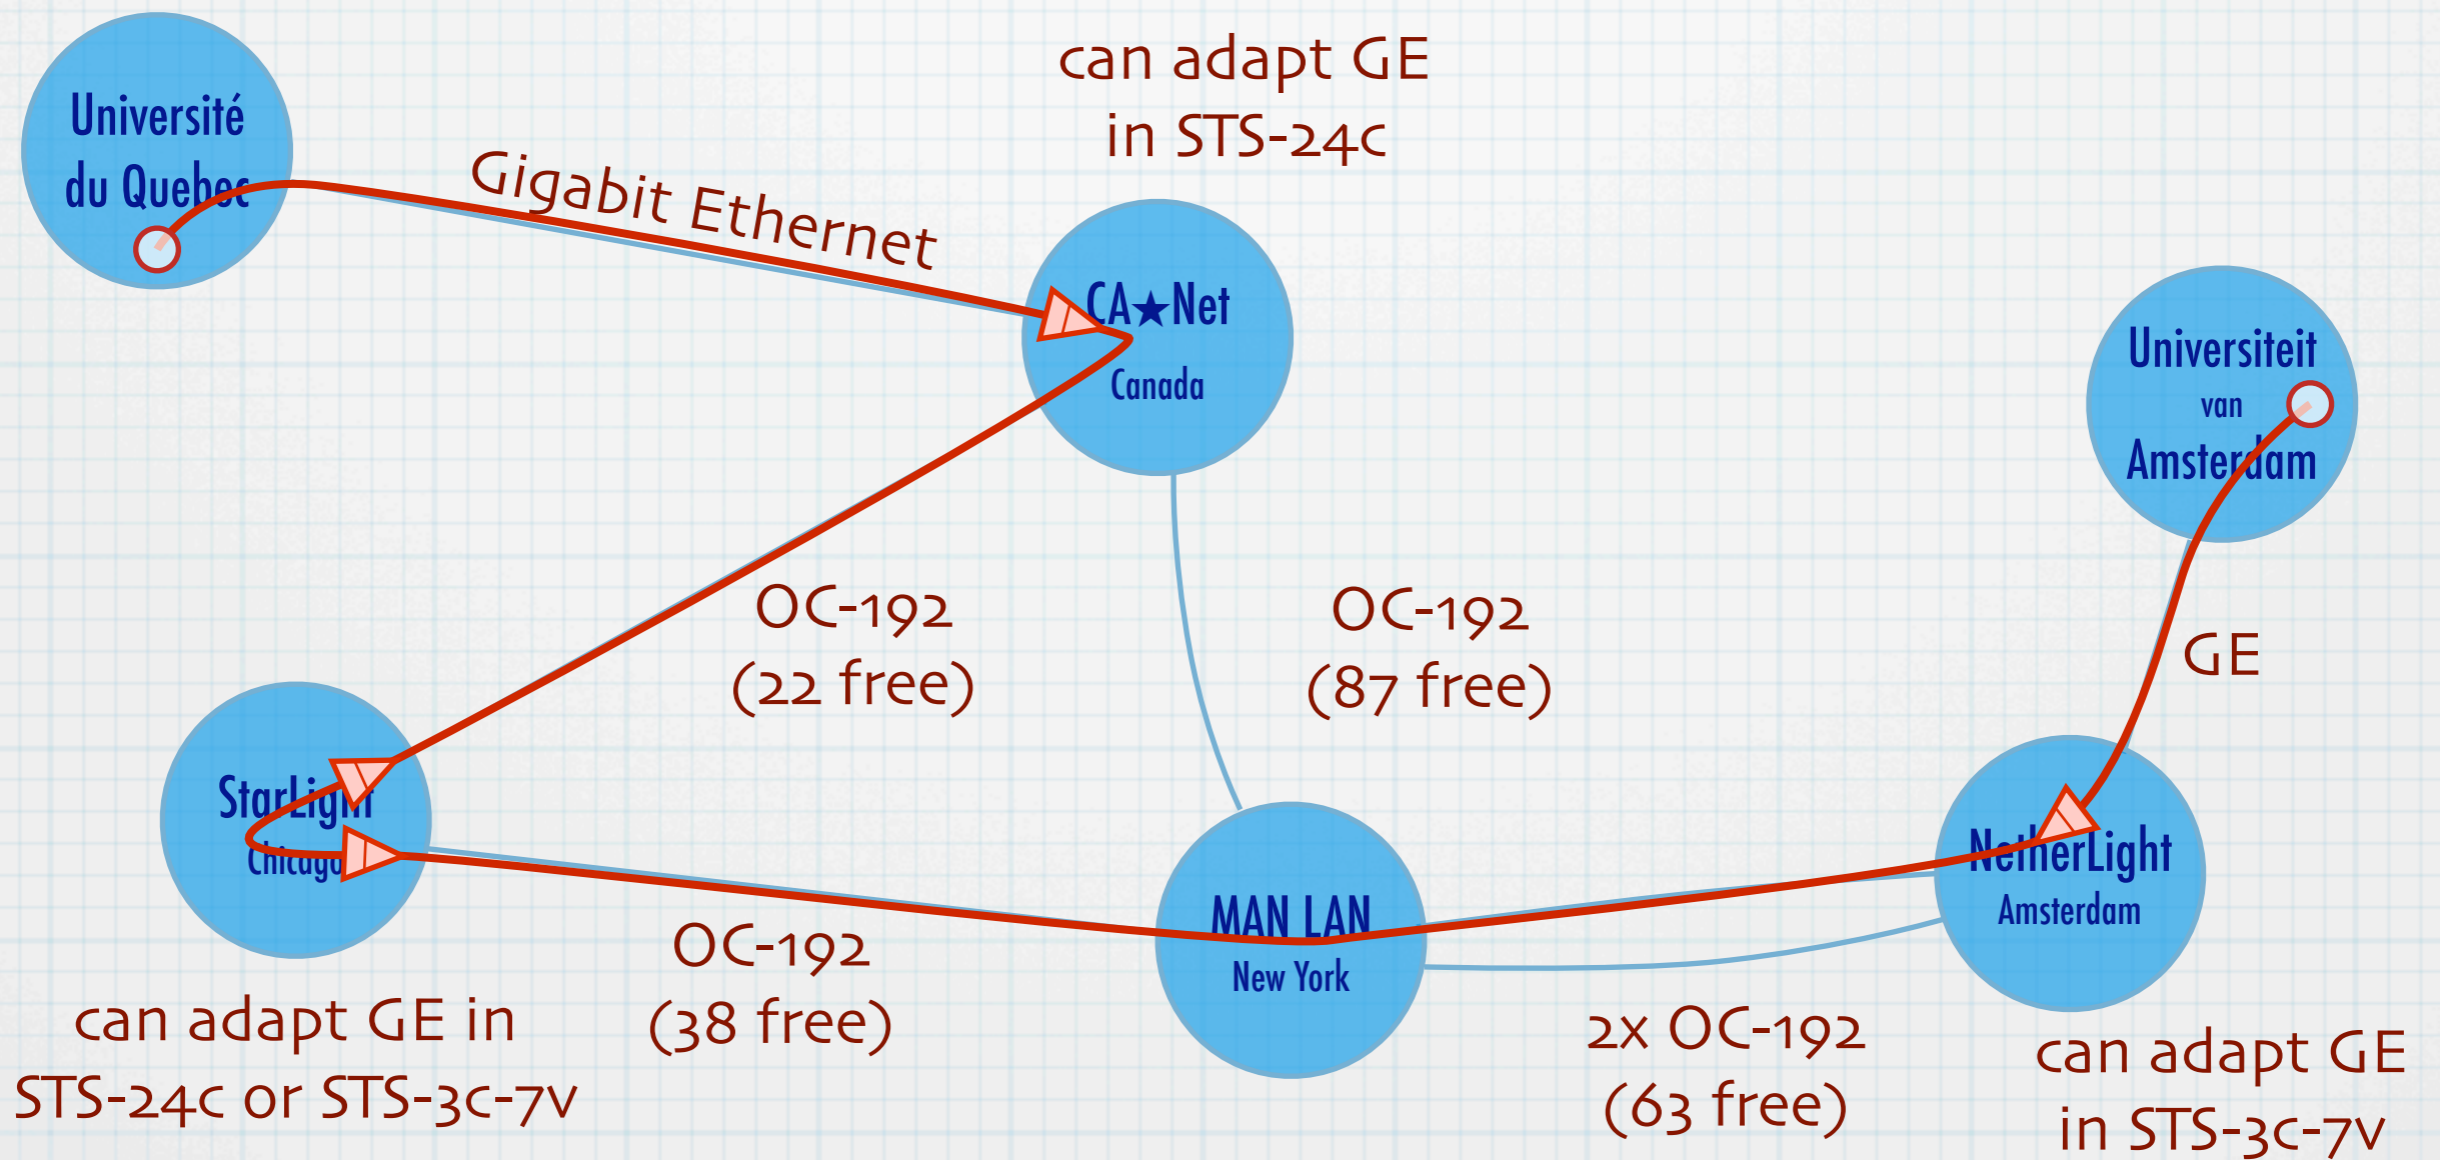 Université
du Quebec
Gigabit Ethernet
can adapt GE
in STS-24c
CA★Net
Canada
Universiteit
van
Amsterdam
OC-192
(22 free)
OC-192
(87 free)
GE
StarLight
Chicago
can adapt GE in
STS-24c or STS-3c-7v
OC-192
(38 free)
MAN LAN
New York
2x OC-192
(63 free)
NetherLight
Amsterdam
can adapt GE
in STS-3c-7v